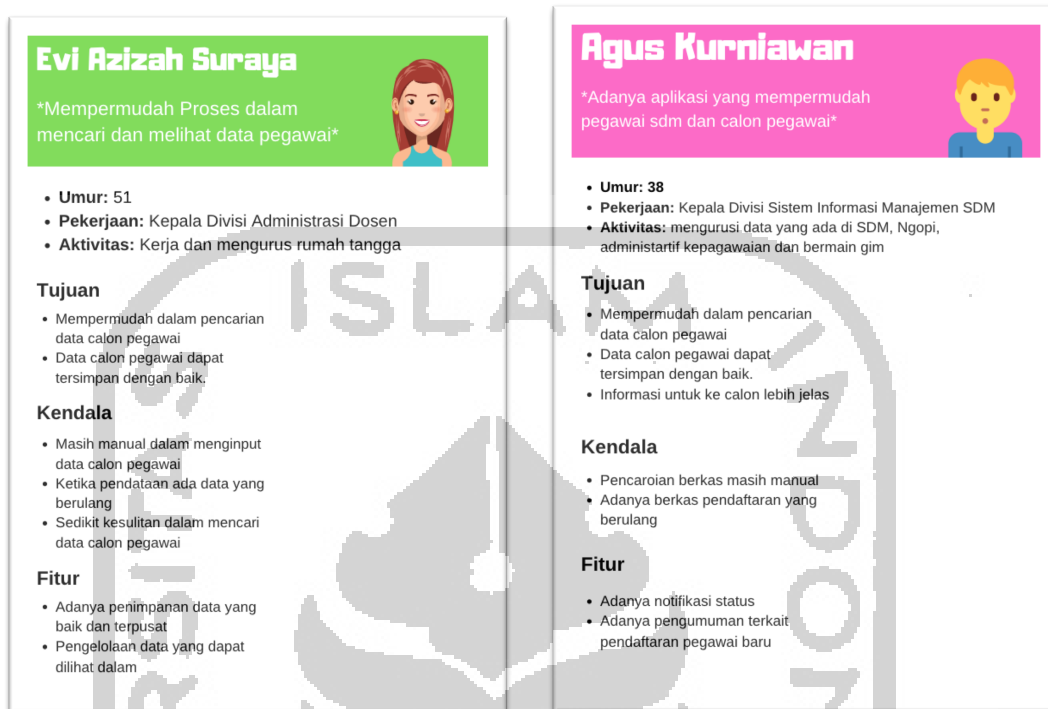 Evi Azizah Suraya
*Mempermudah Proses dalam
mencari dan melihat data pegawai*
• Umur: 51
• Pekerjaan: Kepala Divisi Administrasi Dosen
• Aktivitas: Kerja dan mengurus rumah tangga
Tujuan
• Mempermudah dalam pencarian
data calon pegawai
• Data calon pegawai dapat
tersimpan dengan baik.
Kendala
• Masih manual dalam menginput
data calon pegawai
• Ketika pendataan ada data yang
berulang
• Sedikit kesulitan dalam mencari
data calon pegawai
Fitur
• Adanya penimpanan data yang
baik dan terpusat
• Pengelolaan data yang dapat
dilihat dalam
Agus Kurniawan
*Adanya aplikasi yang mempermudah
pegawai sdm dan calon pegawai*
• Umur: 38
• Pekerjaan: Kepala Divisi Sistem Informasi Manajemen SDM
• Aktivitas: mengurusi data yang ada di SDM, Ngopi,
administartif kepagawaian dan bermain gim
Tujuan
• Mempermudah dalam pencarian
data calon pegawai
• Data calon pegawai dapat
tersimpan dengan baik.
• Informasi untuk ke calon lebih jelas
Kendala
• Pencaroian berkas masih manual
• Adanya berkas pendaftaran yang
berulang
Fitur
• Adanya notifikasi status
• Adanya pengumuman terkait
pendaftaran pegawai baru
RSITAS
ISLAM
INDON